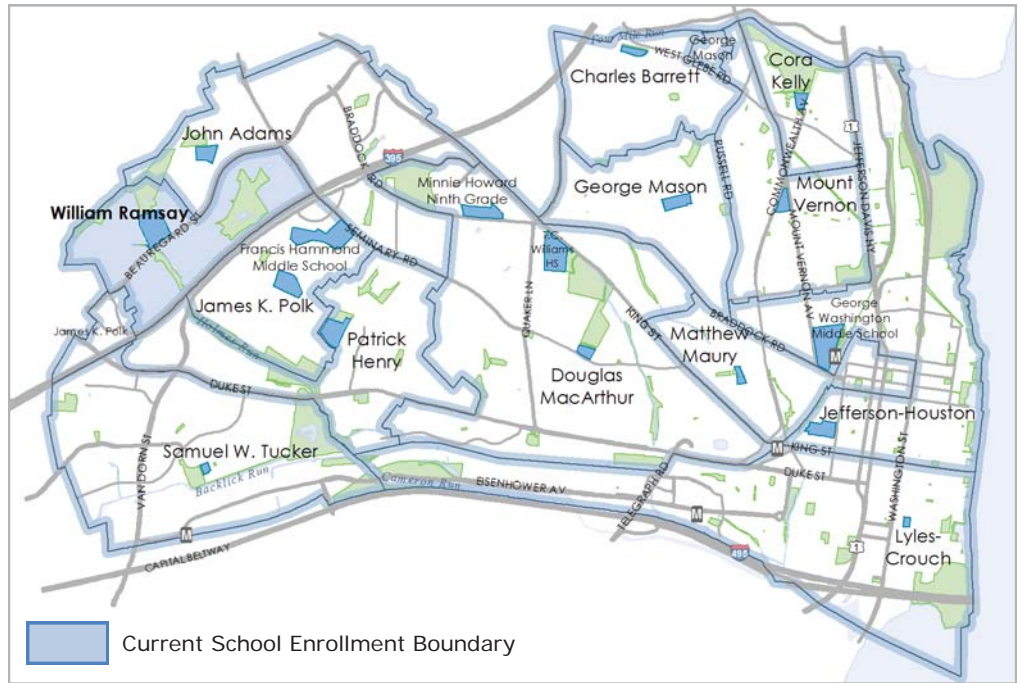 Four Mile Run
George
Mason
WEST GLEBE RD
Charles Barrett
Cora
Kelly
John Adams
BRADDOCK RD
395
1
COMMONWEALTH AV
JEFFERSON DAVIS HY
Minnie Howard
Ninth Grade
RUSSELL RD
George Mason
Mount
Vernon
MOUNT VERNON AV
William Ramsay
BEAUREGARD ST
SEMINARY RD
Francis Hammond
Middle School
T.C.
Williams
HS
James K. Polk
QUAKER LN
KING ST
BRADDOCK RD
George
Washington
Middle School
M
James K. Polk
Holmes Run
Patrick
Henry
Matthew
Maury
Douglas
MacArthur
DUKE ST
Jefferson-Houston
Samuel W. Tucker
VAN DORN ST
Backlick Run
Cameron Run
EISENHOWER AV
TELEGRAPH RD
M
KING ST
DUKE ST
WASHINGTON ST
M
M
CAPITAL BELTWAY
495
1
Lyles-
Crouch
Current School Enrollment Boundary